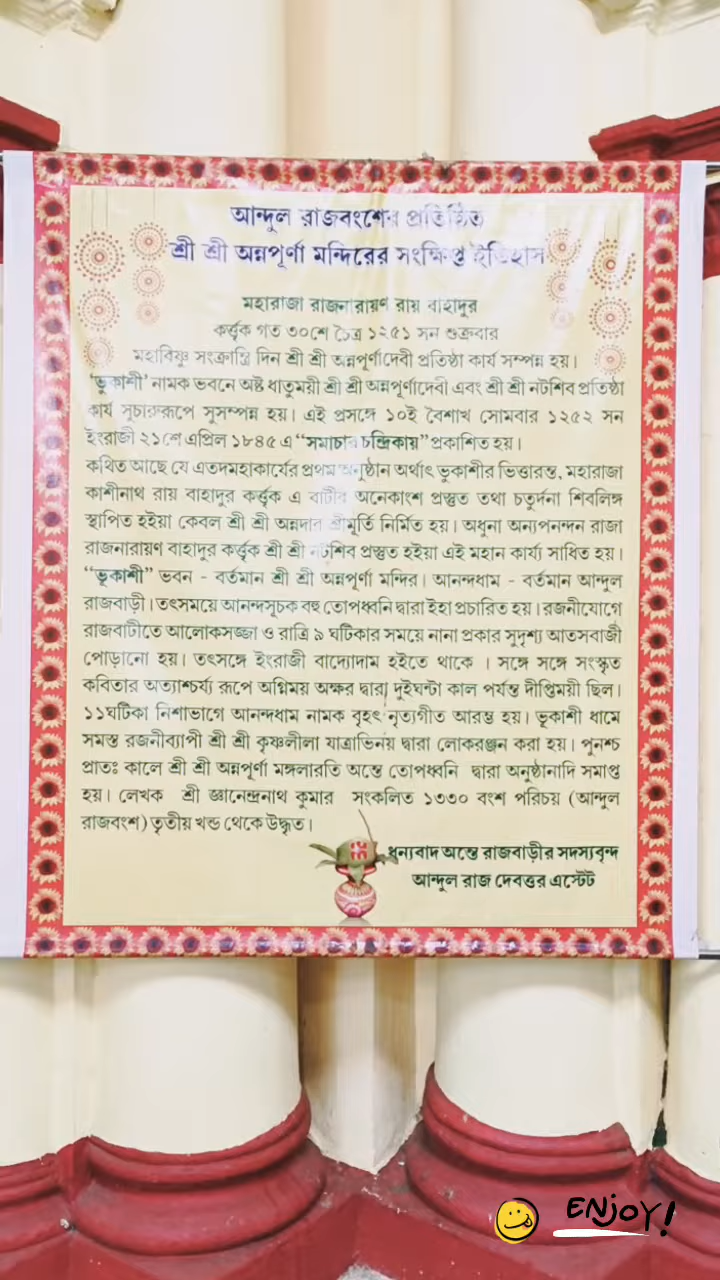 আন্দুল রাজবংশের প্রতিষ্ঠিত
শ্রী শ্রী অন্নপূর্ণা মন্দিরের সংক্ষিপ্ত ইতিহাস
মহারাজা রাজনারায়ণ রায় বাহাদুর
কর্ত্তৃক গত ৩০শে চৈত্র ১২৫১ সন শুক্রবার
মহাবিষ্ণু সংক্রান্তি দিন শ্রী শ্রী অন্নপূর্ণাদেবী প্রতিষ্ঠা কার্য সম্পন্ন হয়।
'ভুকাশী' নামক ভবনে অষ্ট ধাতুময়ী শ্রী শ্রী অন্নপূর্ণাদেবী এবং শ্রী শ্রী নটশিব প্রতিষ্ঠা
কার্য সুচারুরূপে সুসম্পন্ন হয়। এই প্রসঙ্গে ১০ই বৈশাখ সোমবার ১২৫২ সন
ইংরাজী ২১শে এপ্রিল ১৮৪৫ এ "সমাচার চন্দ্রিকায়" প্রকাশিত হয়।
কথিত আছে যে এতদমহাকার্যের প্রথম অনুষ্ঠান অর্থাৎ ভুকাশীর ভিত্তারম্ভ, মহারাজা
কাশীনাথ রায় বাহাদুর কর্ত্তৃক এ বাটীর অনেকাংশ প্রস্তুত তথা চতুর্দনা শিবলিঙ্গ
স্থাপিত হইয়া কেবল শ্রী শ্রী অন্নদার শ্রীমূর্তি নির্মিত হয়। অধুনা অন্যপনন্দন রাজা
রাজনারায়ণ বাহাদুর কর্ত্তৃক শ্রী শ্রী নটশিব প্রস্তুত হইয়া এই মহান কার্য্য সাধিত হয়।
"ভূকাশী" ভবন - বর্তমান শ্রী শ্রী অন্নপূর্ণা মন্দির। আনন্দধাম - বর্তমান আন্দুল
রাজবাড়ী। তৎসময়ে আনন্দসূচক বহু তোপধ্বনি দ্বারা ইহা প্রচারিত হয়। রজনীযোগে
রাজবাটীতে আলোকসজ্জা ও রাত্রি ৯ ঘটিকার সময়ে নানা প্রকার সুদৃশ্য আতসবাজী
পোড়ানো হয়। তৎসঙ্গে ইংরাজী বাদ্যোদাম হইতে থাকে । সঙ্গে সঙ্গে সংস্কৃত
কবিতার অত্যাশ্চর্য্য রূপে অগ্নিময় অক্ষর দ্বারা দুইঘন্টা কাল পর্যন্ত দীপ্তিময়ী ছিল।
১১ঘটিকা নিশাভাগে আনন্দধাম নামক বৃহৎ নৃত্যগীত আরম্ভ হয়। ভূকাশী ধামে
সমস্ত রজনীব্যাপী শ্রী শ্রী কৃষ্ণলীলা যাত্রাভিনয় দ্বারা লোকরঞ্জন করা হয়। পুনশ্চ
প্রাতঃ কালে শ্রী শ্রী অন্নপূর্ণা মঙ্গলারতি অন্তে তোপধ্বনি দ্বারা অনুষ্ঠানাদি সমাপ্ত
হয়। লেখক শ্রী জ্ঞানেন্দ্রনাথ কুমার সংকলিত ১৩৩০ বংশ পরিচয় (আন্দুল
রাজবংশ) তৃতীয় খন্ড থেকে উদ্ধৃত।
ধন্যবাদ অন্তে রাজবাড়ীর সদস্যবৃন্দ
আন্দুল রাজ দেবত্তর এস্টেট
ENJOY!